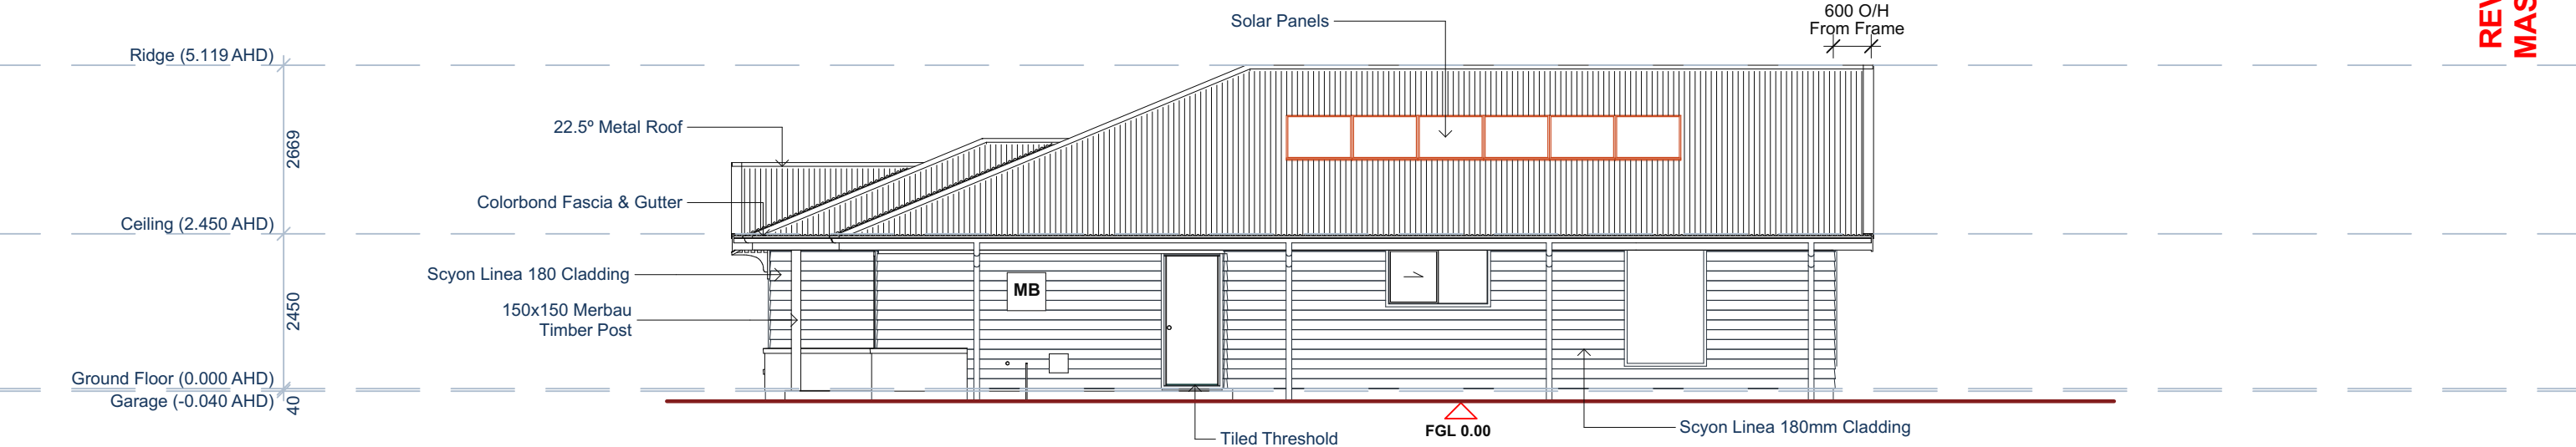 Solar Panels
600 O/H
From Frame
REV
MAS
Ridge (5.119 AHD)
2669
22.5º Metal Roof
Colorbond Fascia & Gutter
Ceiling (2.450 AHD)
Scyon Linea 180 Cladding
MB
2450
150x150 Merbau
Timber Post
Ground Floor (0.000 AHD)
Garage (-0.040 AHD)
40
FGL 0.00
Scyon Linea 180mm Cladding
Tiled Threshold